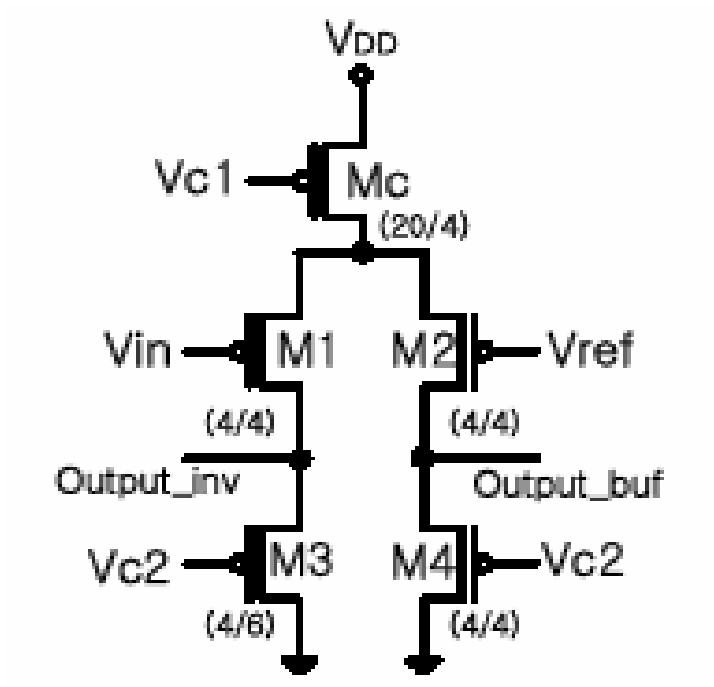 VDD
Vc1 Mc
(20/4)
Vin M1 M2 Vref
(4/4) (4/4)
Output_inv Output_buf
Vc2 M3 M4 Vc2
(4/6) (4/4)